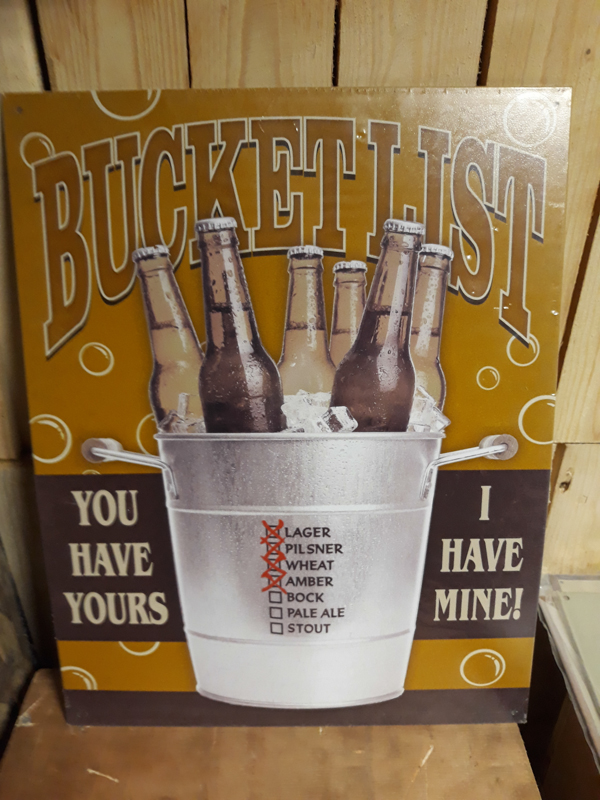 BUCKET LIST
YOU
HAVE
YOURS
LAGER
PILSNER
WHEAT
AMBER
BOCK
PALE ALE
STOUT
I
HAVE
MINE!